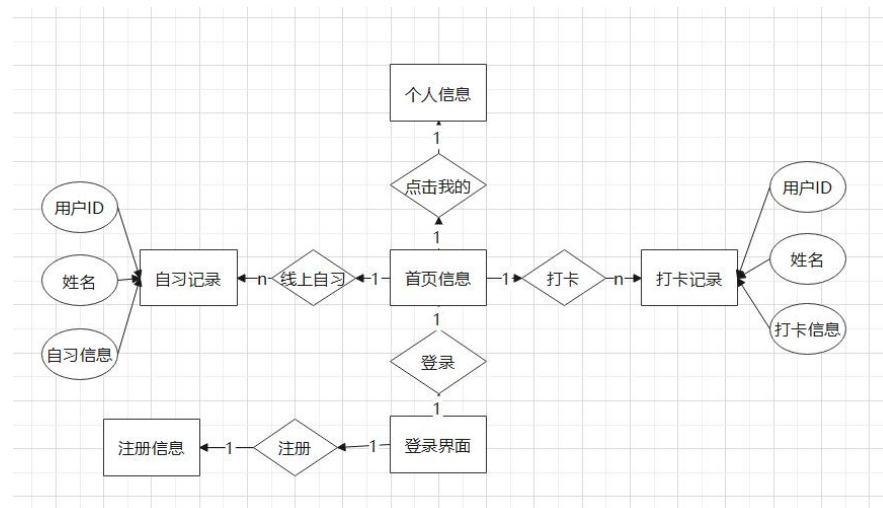 个人信息
1
点击我的
1
用户ID
姓名
自习信息
自习记录
n
线上自习
1
首页信息
1
打卡
n
打卡记录
用户ID
姓名
打卡信息
1
登录
1
注册信息
1
注册
1
登录界面